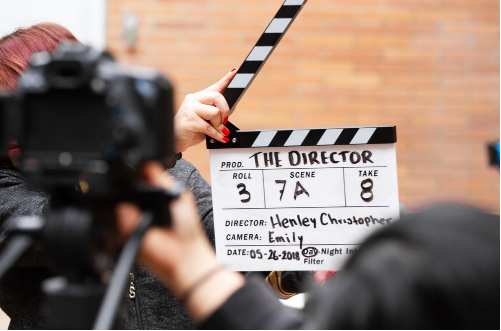 PROD. THE DIRECTOR
ROLL SCENE TAKE
3 7A 8
DIRECTOR: Henley Christopher
CAMERA: Emily
DATE: 05-26-2018 Day-Night
Filter